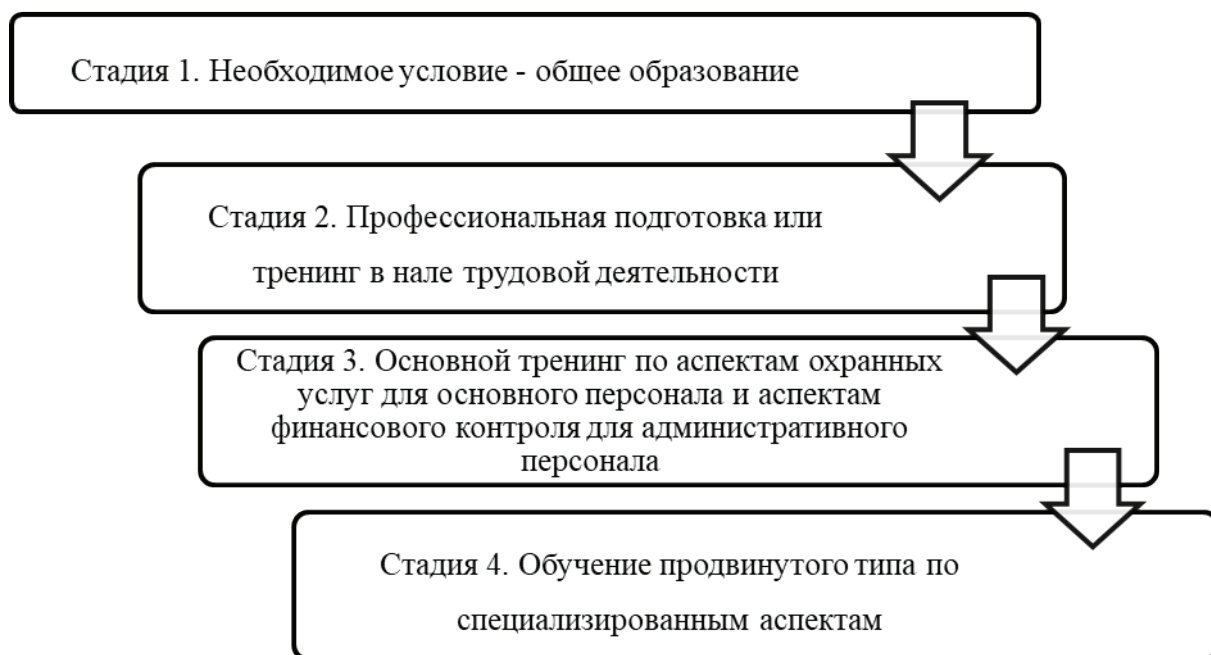 Стадия 1. Необходимое условие - общее образование
Стадия 2. Профессиональная подготовка или
тренинг в нале трудовой деятельности
Стадия 3. Основной тренинг по аспектам охранных
услуг для основного персонала и аспектам
финансового контроля для административного
персонала
Стадия 4. Обучение продвинутого типа по
специализированным аспектам